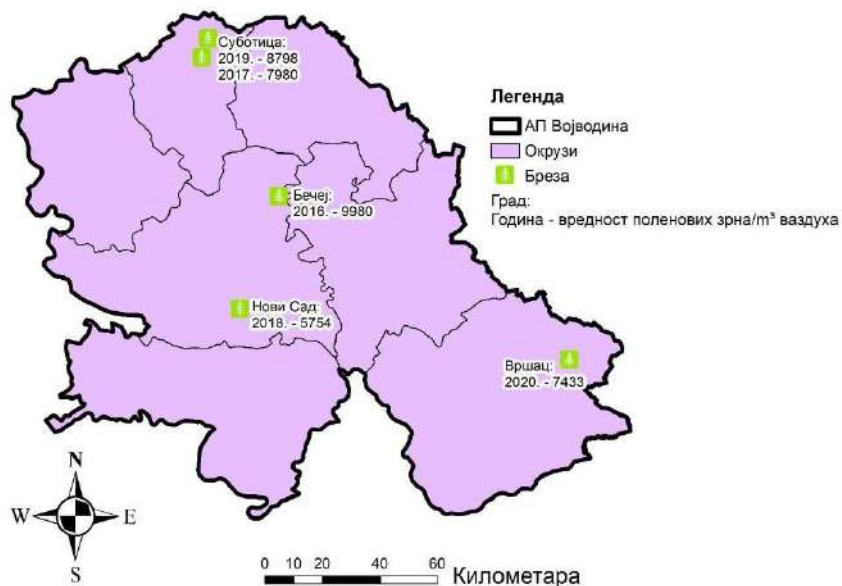 Суботица:
2019. - 8798
2017. - 7980
Бечеј:
2016. - 9980
Нови Сад:
2018. - 5754
Вршац:
2020. - 7433
Легенда
АП Војводина
Окрузи
Бреза
Град:
Година - вредност поленових зрна/m³ ваздуха
N
W
E
S
0 10 20 40 60
Километара